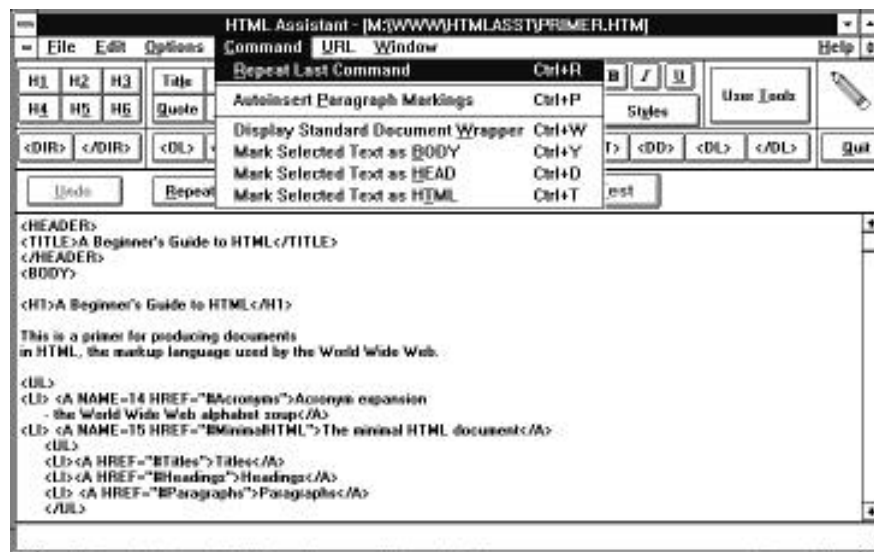 HTML Assistant - [M:\WWW\HTMLASST\PRIMER.HTM]
File Edit Options Command URL Window Help
Repeat Last Command Ctrl+R
Autoinsert Paragraph Markings Ctrl+P
Display Standard Document Wrapper Ctrl+W
Mark Selected Text as BODY Ctrl+Y
Mark Selected Text as HEAD Ctrl+D
Mark Selected Text as HTML Ctrl+T
H1 H2 H3 Title B I U User Tools
H4 H5 H6 Quote Styles
<DIR> </DIR> <OL> <DD> <DL> </DL> Quit
Undo Repeat est
<HEADER>
<TITLE>A Beginner's Guide to HTML</TITLE>
</HEADER>
<BODY>
<H1>A Beginner's Guide to HTML</H1>
This is a primer for producing documents
in HTML, the markup language used by the World Wide Web.
<UL>
<LI> <A NAME=14 HREF="#Acronyms">Acronym expansion
- the World Wide Web alphabet soup</A>
<LI> <A NAME=15 HREF="#MinimalHTML">The minimal HTML document</A>
<UL>
<LI><A HREF="#Titles">Titles</A>
<LI><A HREF="#Headings">Headings</A>
<LI> <A HREF="#Paragraphs">Paragraphs</A>
</UL>